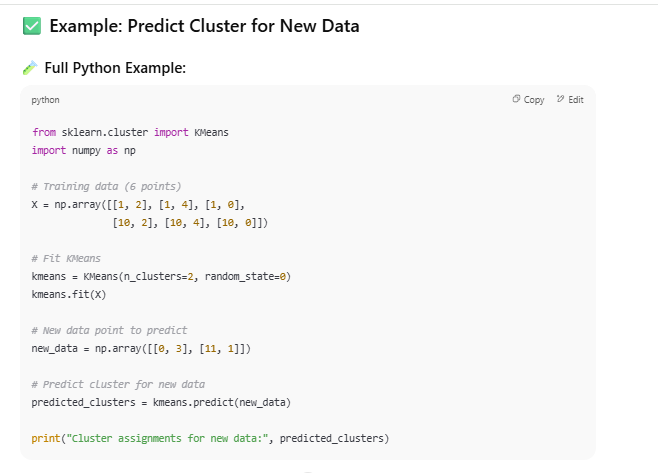 Example: Predict Cluster for New Data
Full Python Example:
python Copy Edit
from sklearn.cluster import KMeans
import numpy as np
# Training data (6 points)
X = np.array([[1, 2], [1, 4], [1, 0],
[10, 2], [10, 4], [10, 0]])
# Fit KMeans
kmeans = KMeans(n_clusters=2, random_state=0)
kmeans.fit(X)
# New data point to predict
new_data = np.array([[0, 3], [11, 1]])
# Predict cluster for new data
predicted_clusters = kmeans.predict(new_data)
print("Cluster assignments for new data:", predicted_clusters)